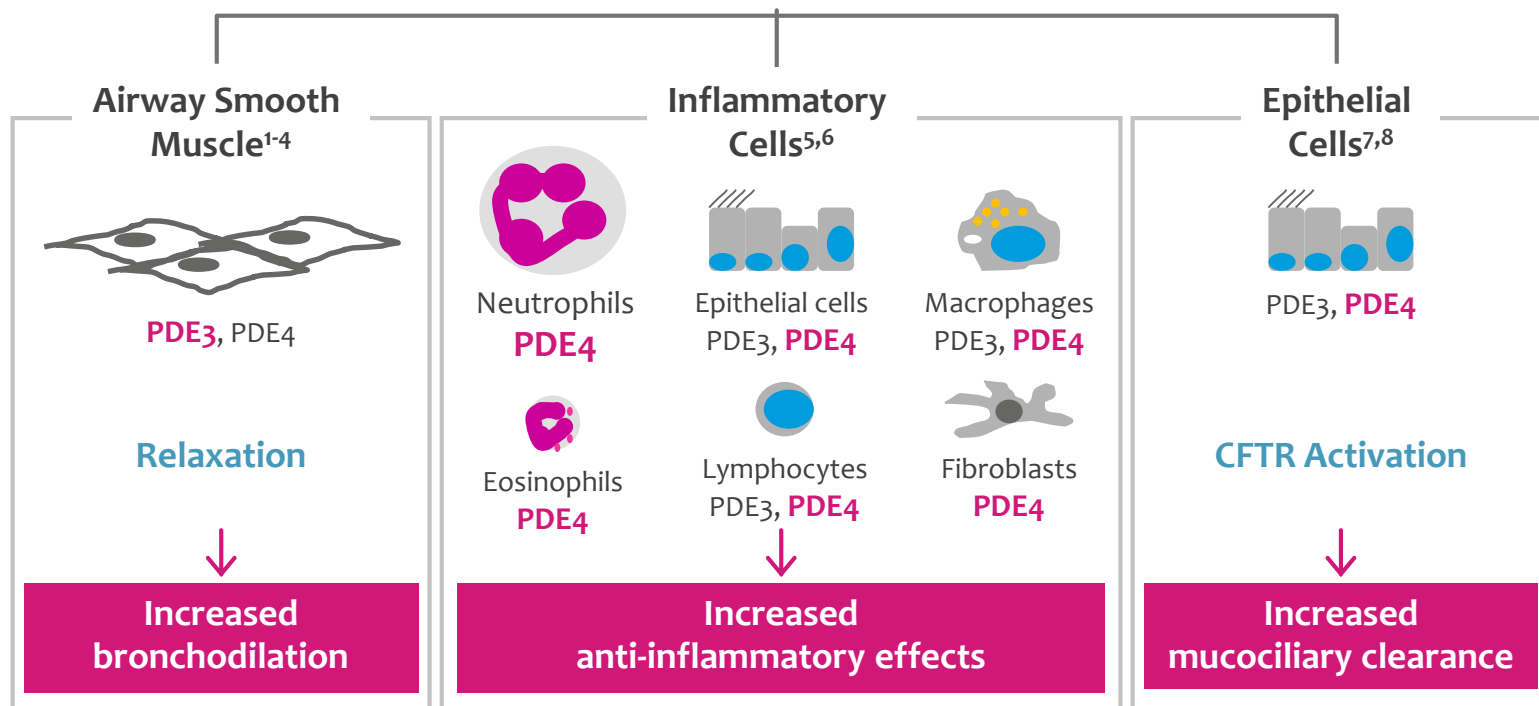 Airway Smooth
Muscle1-4
PDE3, PDE4
Relaxation
Increased
bronchodilation
Inflammatory
Cells5,6
Neutrophils
PDE4
Epithelial cells
PDE3, PDE4
Macrophages
PDE3, PDE4
Eosinophils
PDE4
Lymphocytes
PDE3, PDE4
Fibroblasts
PDE4
Increased
anti-inflammatory effects
Epithelial
Cells7,8
PDE3, PDE4
CFTR Activation
Increased
mucociliary clearance